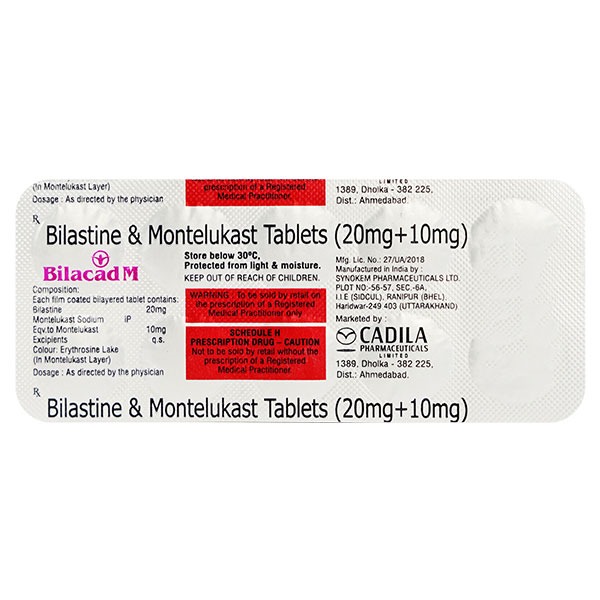 (In Montelukast Layer)
Dosage : As directed by the physician
prescription of a Registered
Medical Practitioner.
LIMITED
1389, Dholka - 382 225,
Dist.: Ahmedabad.
Rx
Bilastine & Montelukast Tablets (20mg+10mg)
Bilacad M
Composition:
Each film coated bilayered tablet contains:
Bilastine 20mg
Montelukast Sodium IP
Eqv.to Montelukast 10mg
Excipients q.s.
Colour: Erythrosine Lake
(In Montelukast Layer)
Dosage : As directed by the physician
Store below 30°C,
Protected from light & moisture.
KEEP OUT OF REACH OF CHILDREN.
WARNING : To be sold by retail on
the prescription of a Registered
Medical Practitioner only
SCHEDULE H
PRESCRIPTION DRUG – CAUTION
Not to be sold by retail without the
prescription of a Registered
Medical Practitioner.
Mfg. Lic. No.: 27/UA/2018
Manufactured in India by :
SYNOKEM PHARMACEUTICALS LTD.
PLOT NO.-56-57, SEC.-6A,
I.I.E (SIDCUL), RANIPUR (BHEL),
Haridwar-249 403 (UTTARAKHAND)
Marketed by :
CADILA
PHARMACEUTICALS
LIMITED
1389, Dholka - 382 225,
Dist.: Ahmedabad.
Rx
Bilastine & Montelukast Tablets (20mg+10mg)